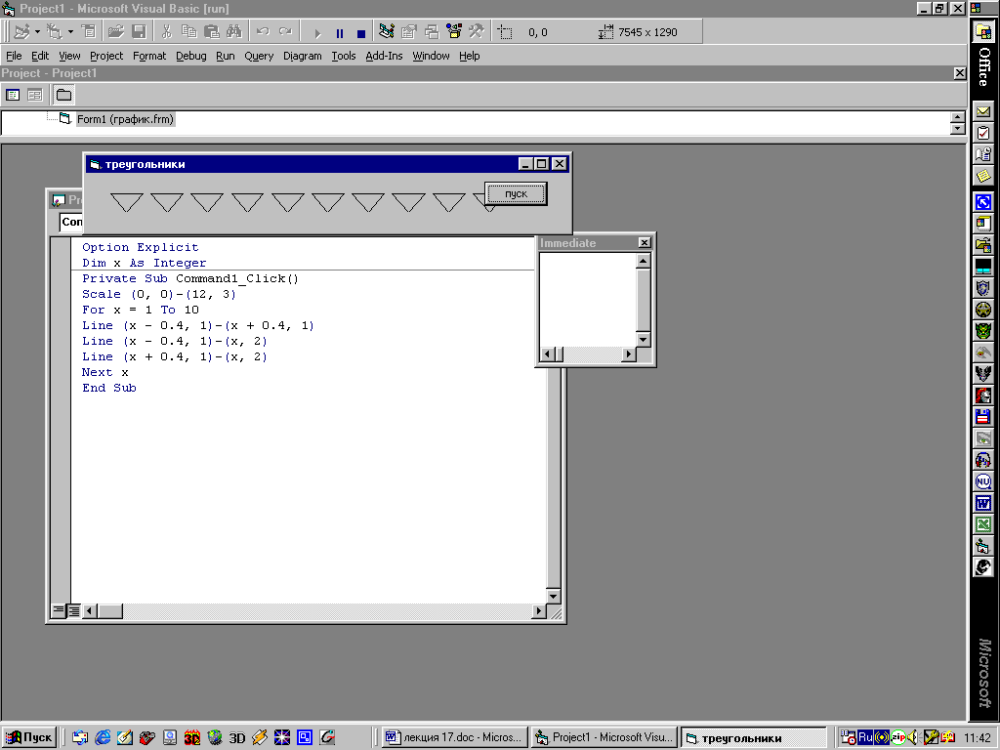 Project1 - Microsoft Visual Basic [run]
0, 0
7545 x 1290
File Edit View Project Format Debug Run Query Diagram Tools Add-Ins Window Help
Project - Project1
Form1 (график.frm)
треугольники
пуск
Pr
Con
Immediate
Option Explicit
Dim x As Integer
Private Sub Command1_Click()
Scale (0, 0)-(12, 3)
For x = 1 To 10
Line (x - 0.4, 1)-(x + 0.4, 1)
Line (x - 0.4, 1)-(x, 2)
Line (x + 0.4, 1)-(x, 2)
Next x
End Sub
Office
NU
W
Microsoft
Пуск
3D
лекция 17.doc - Micros...
Project1 - Microsoft Visu...
треугольники
Ru
zip
11:42